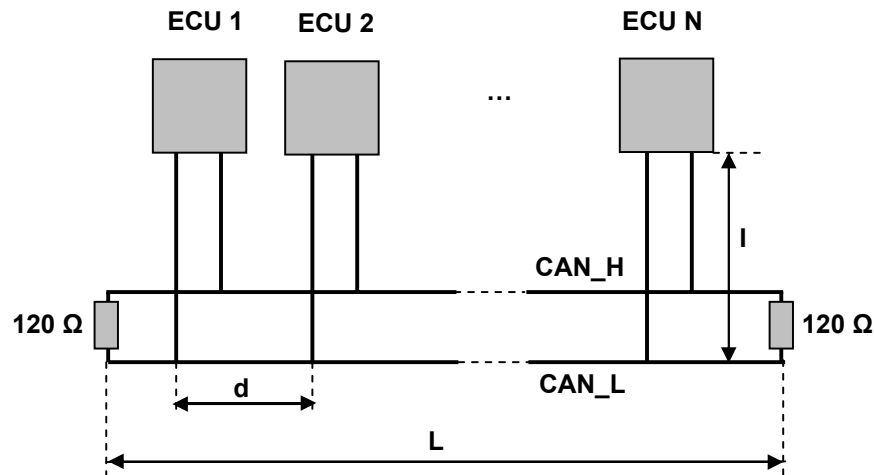 ECU 1
ECU 2
ECU N
...
l
CAN_H
120 Ω
120 Ω
CAN_L
d
L